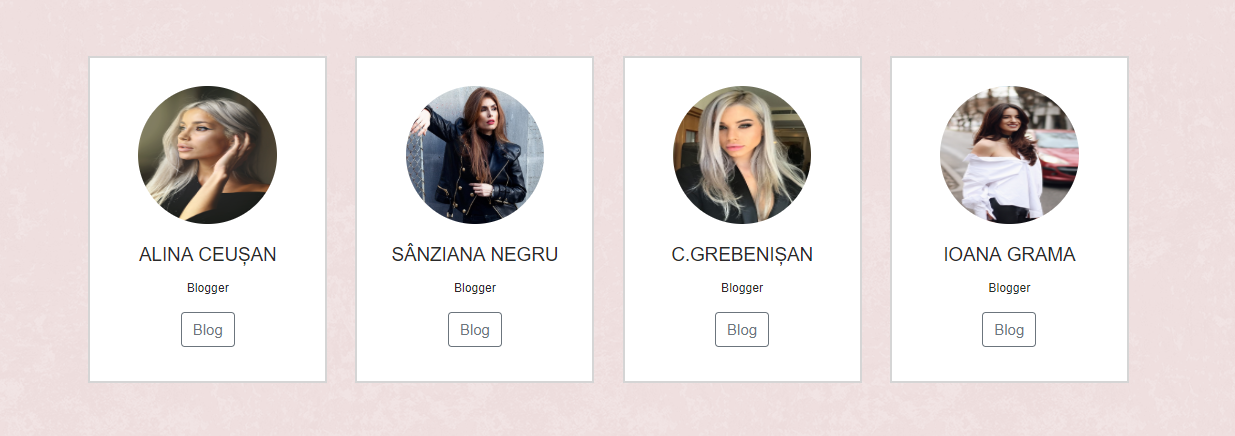 ALINA CEUȘAN
Blogger
Blog
SÂNZIANA NEGRU
Blogger
Blog
C.GREBENIȘAN
Blogger
Blog
IOANA GRAMA
Blogger
Blog